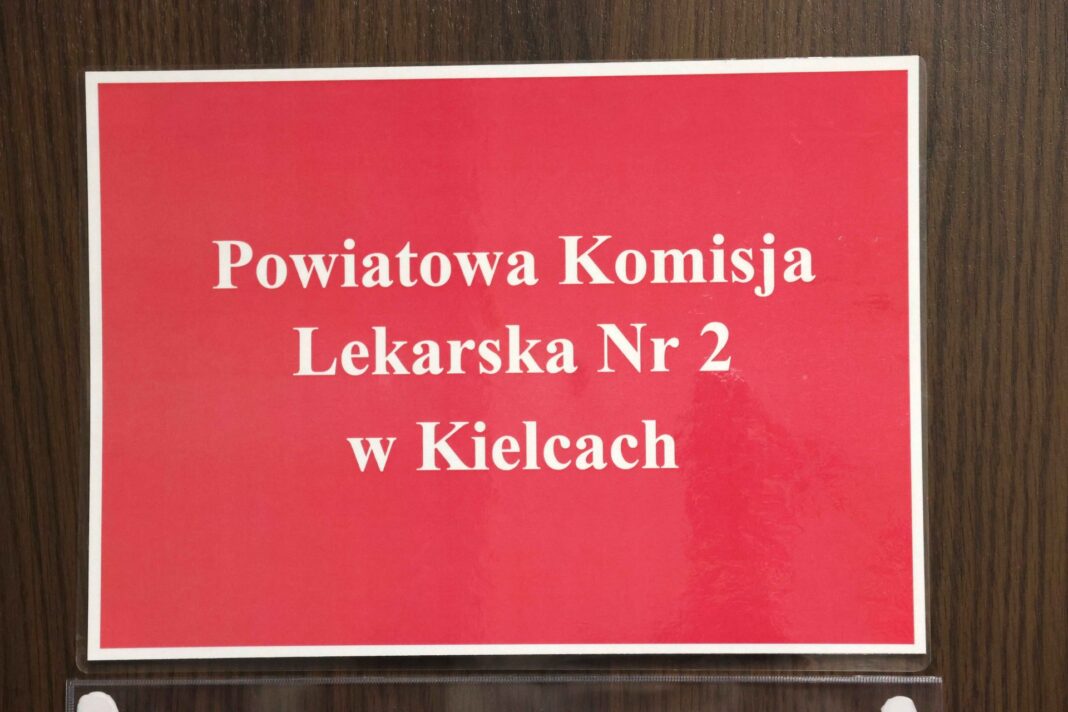 Powiatowa Komisja
Lekarska Nr 2
w Kielcach